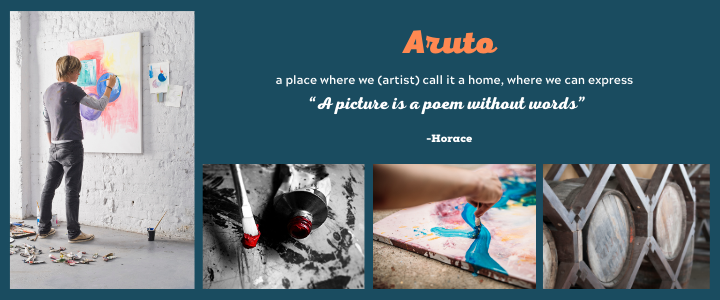 Aruto
a place where we (artist) call it a home, where we can express
“A picture is a poem without words”
-Horace